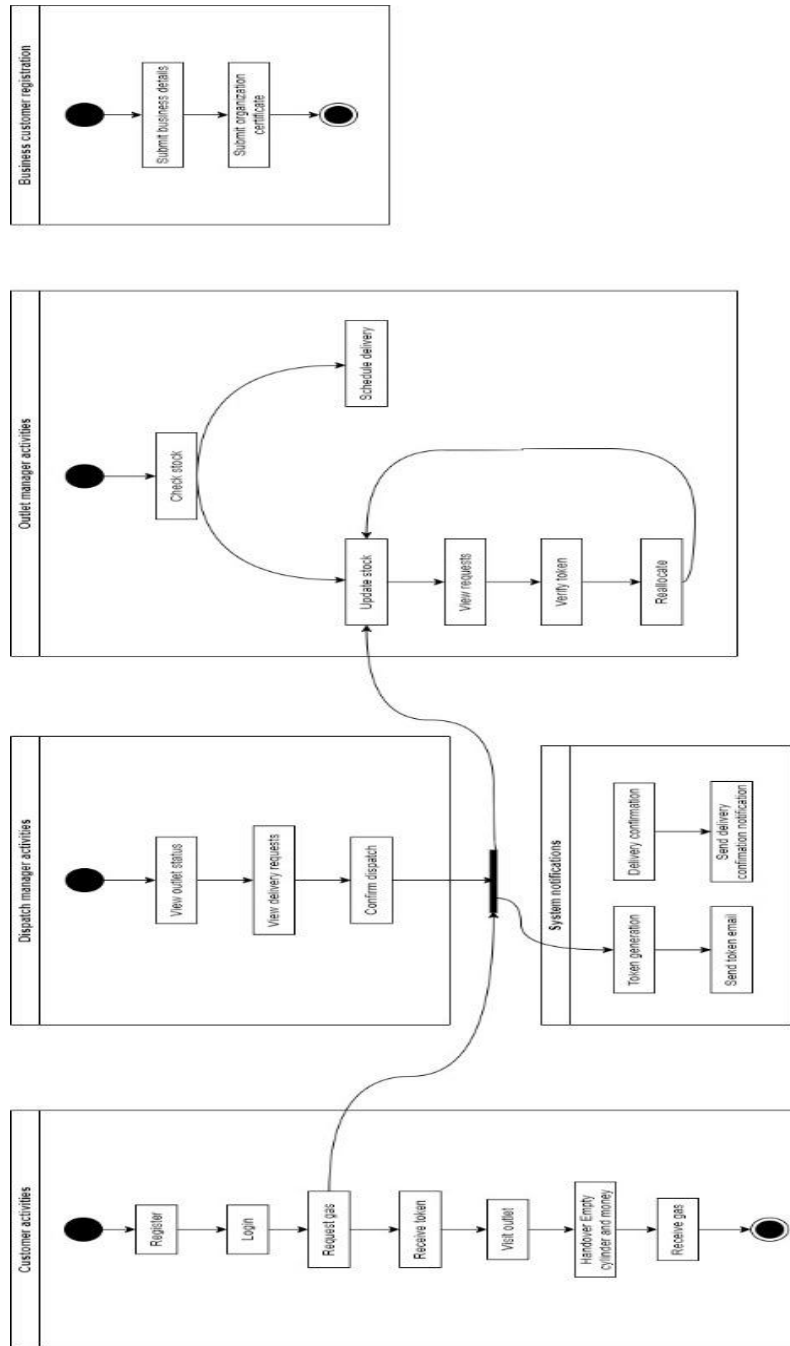 Customer activities
Register
Login
Request gas
Receive token
Visit outlet
Handover Empty
cylinder and money
Receive gas
Dispatch manager activities
View outlet status
View delivery requests
Confirm dispatch
System notifications
Token generation
Send token email
Delivery confirmation
Send delivery
confimation notification
Outlet manager activities
Check stock
Update stock
Schedule delivery
View requests
Verify token
Reallocate
Business customer registration
Submit business details
Submit organization
certificate